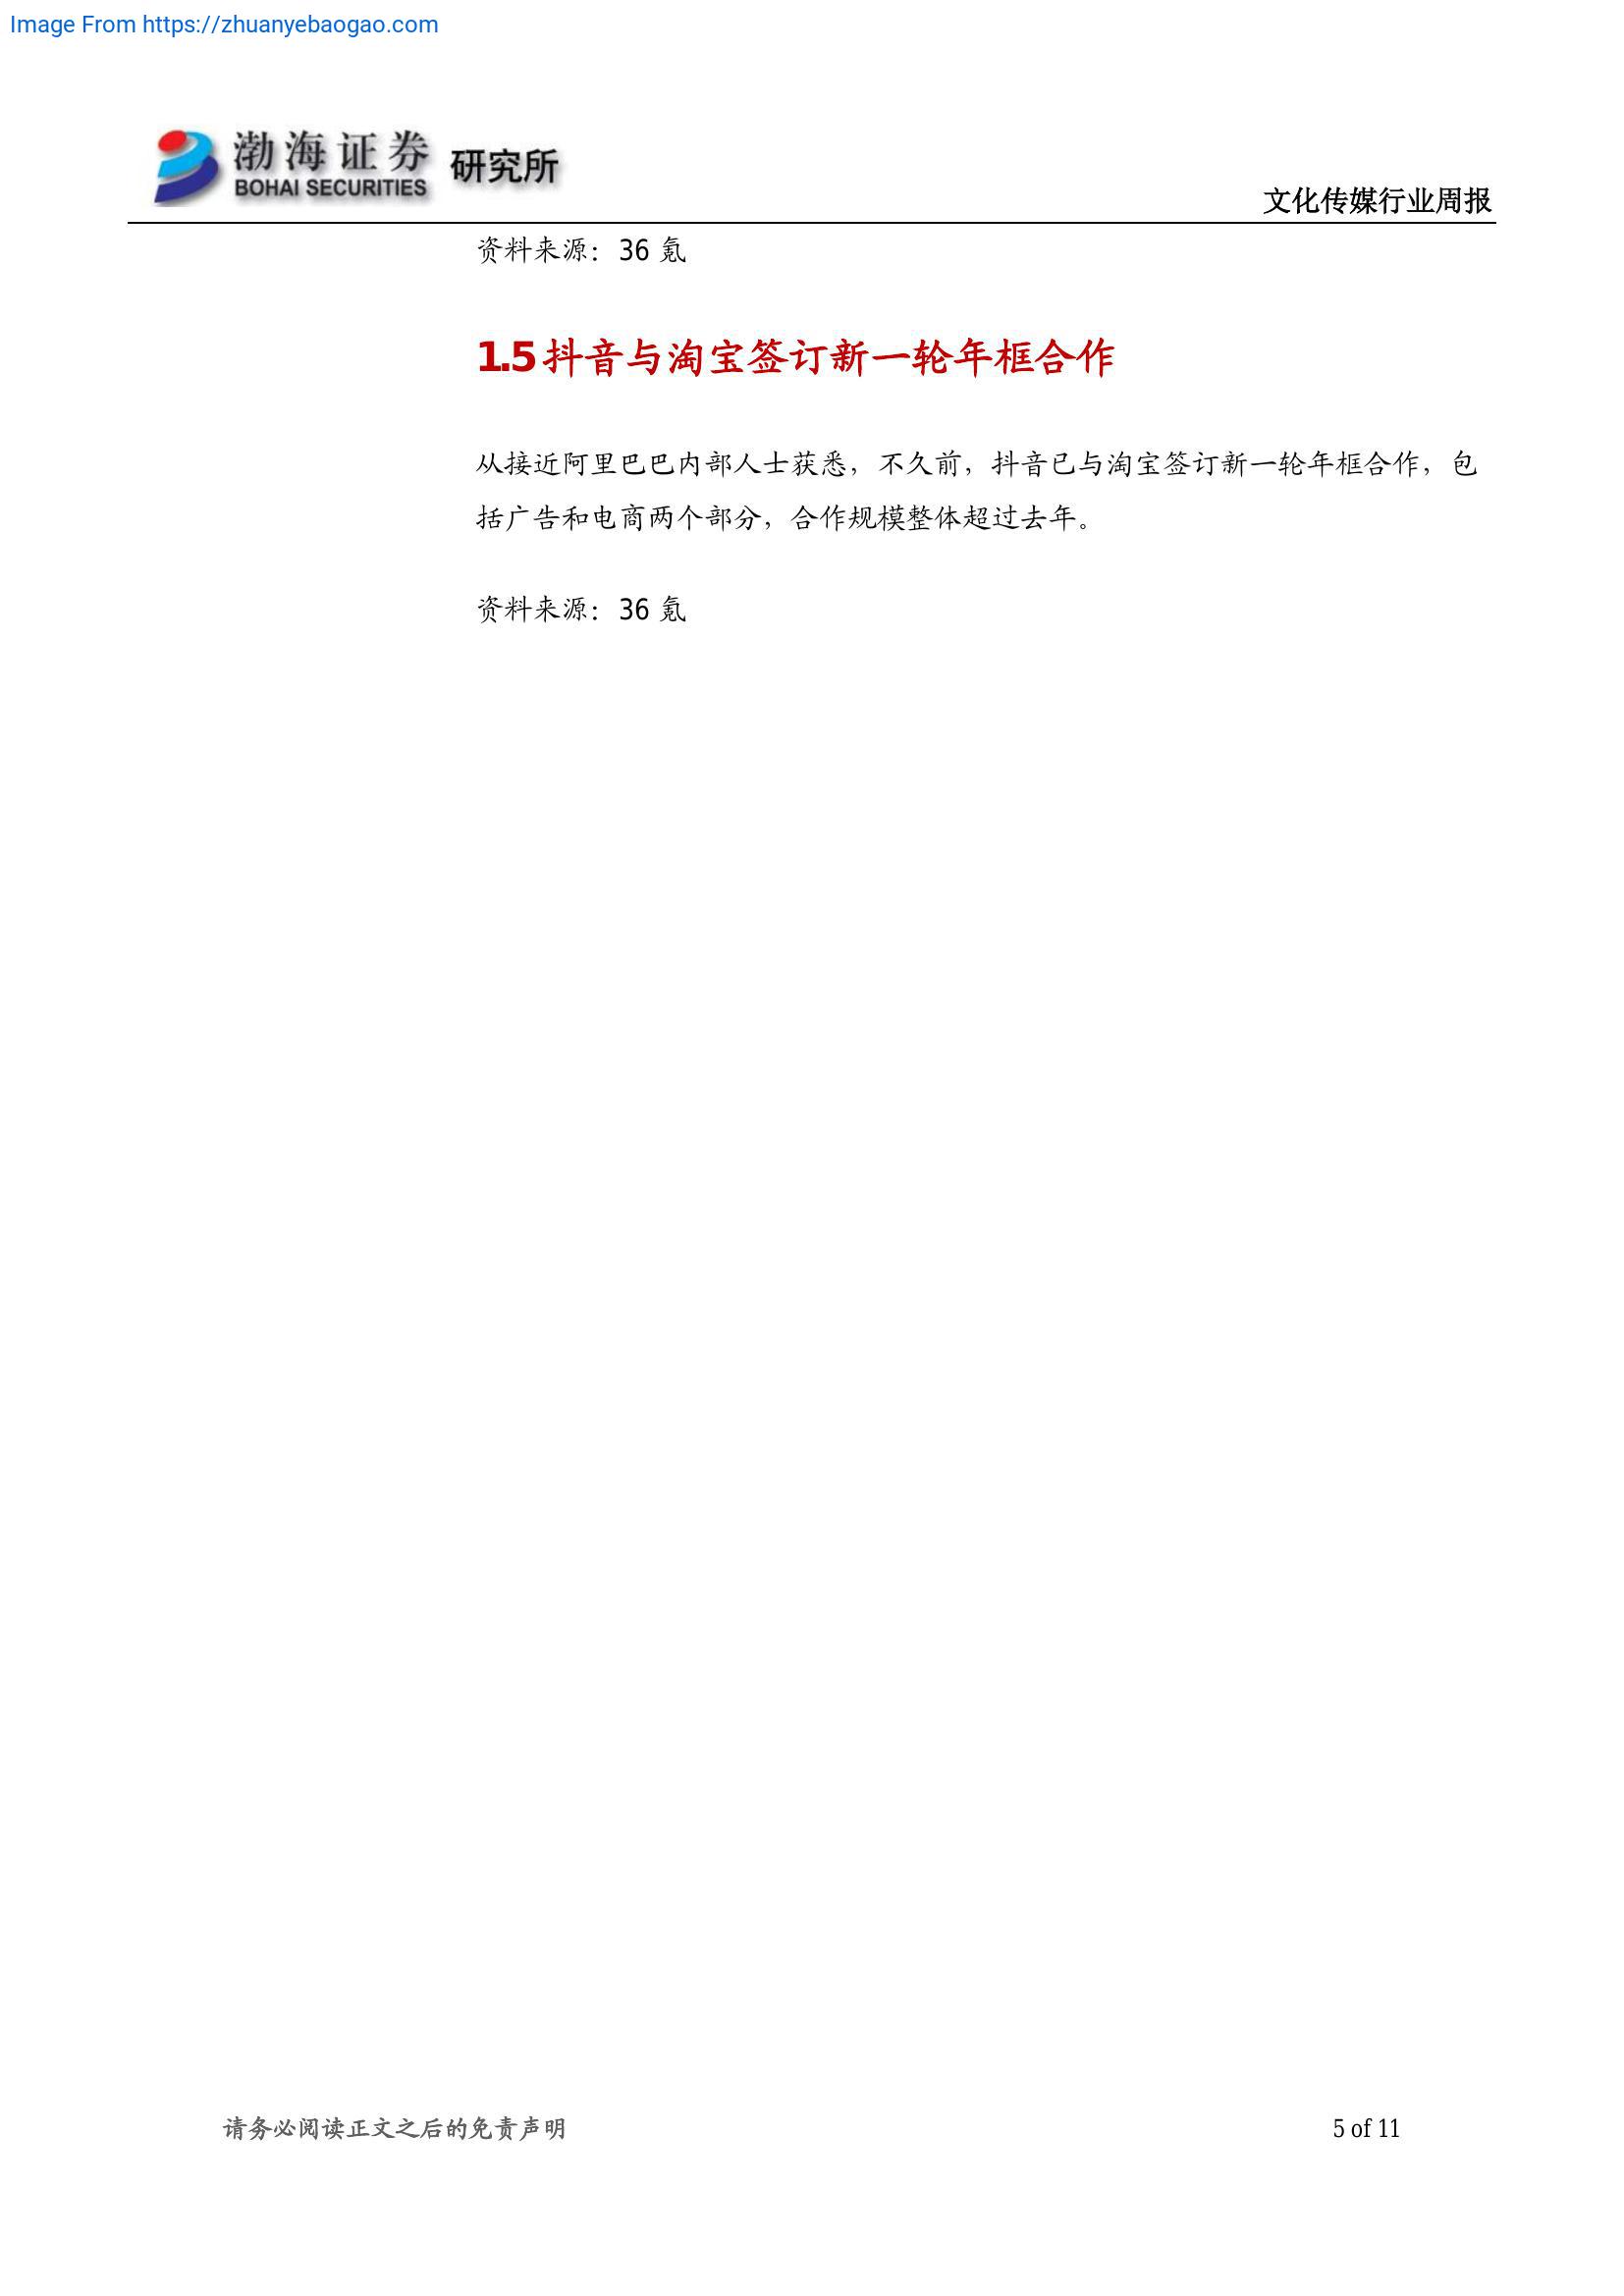 Image From https://zhuanyebaogao.com
渤海证券 研究所
BOHAI SECURITIES
文化传媒行业周报
资料来源：36 氪
1.5 抖音与淘宝签订新一轮年框合作
从接近阿里巴巴内部人士获悉，不久前，抖音已与淘宝签订新一轮年框合作，包
括广告和电商两个部分，合作规模整体超过去年。
资料来源：36 氪
请务必阅读正文之后的免责声明
5 of 11